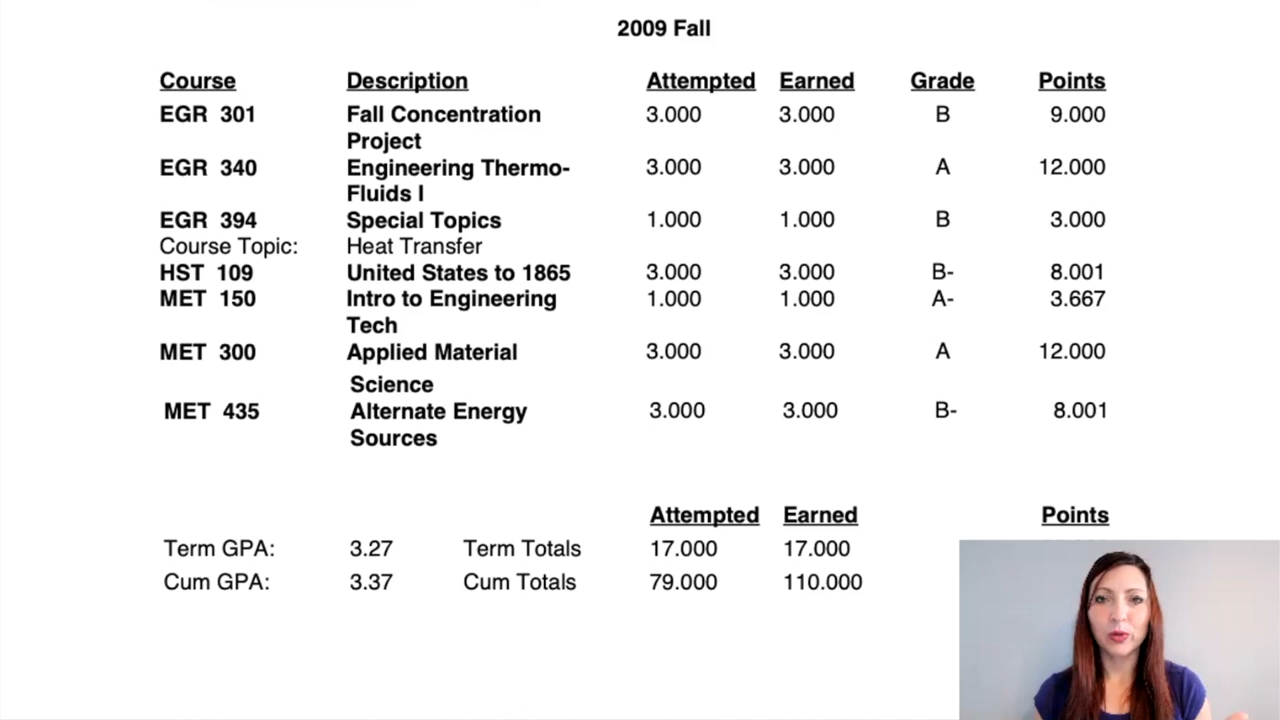 2009 Fall
Course Description Attempted Earned Grade Points
EGR 301 Fall Concentration 3.000 3.000 B 9.000
Project
EGR 340 Engineering Thermo- 3.000 3.000 A 12.000
Fluids I
EGR 394 Special Topics 1.000 1.000 B 3.000
Course Topic: Heat Transfer
HST 109 United States to 1865 3.000 3.000 B- 8.001
MET 150 Intro to Engineering 1.000 1.000 A- 3.667
Tech
MET 300 Applied Material 3.000 3.000 A 12.000
Science
MET 435 Alternate Energy 3.000 3.000 B- 8.001
Sources
Attempted Earned Points
Term GPA: 3.27 Term Totals 17.000 17.000
Cum GPA: 3.37 Cum Totals 79.000 110.000